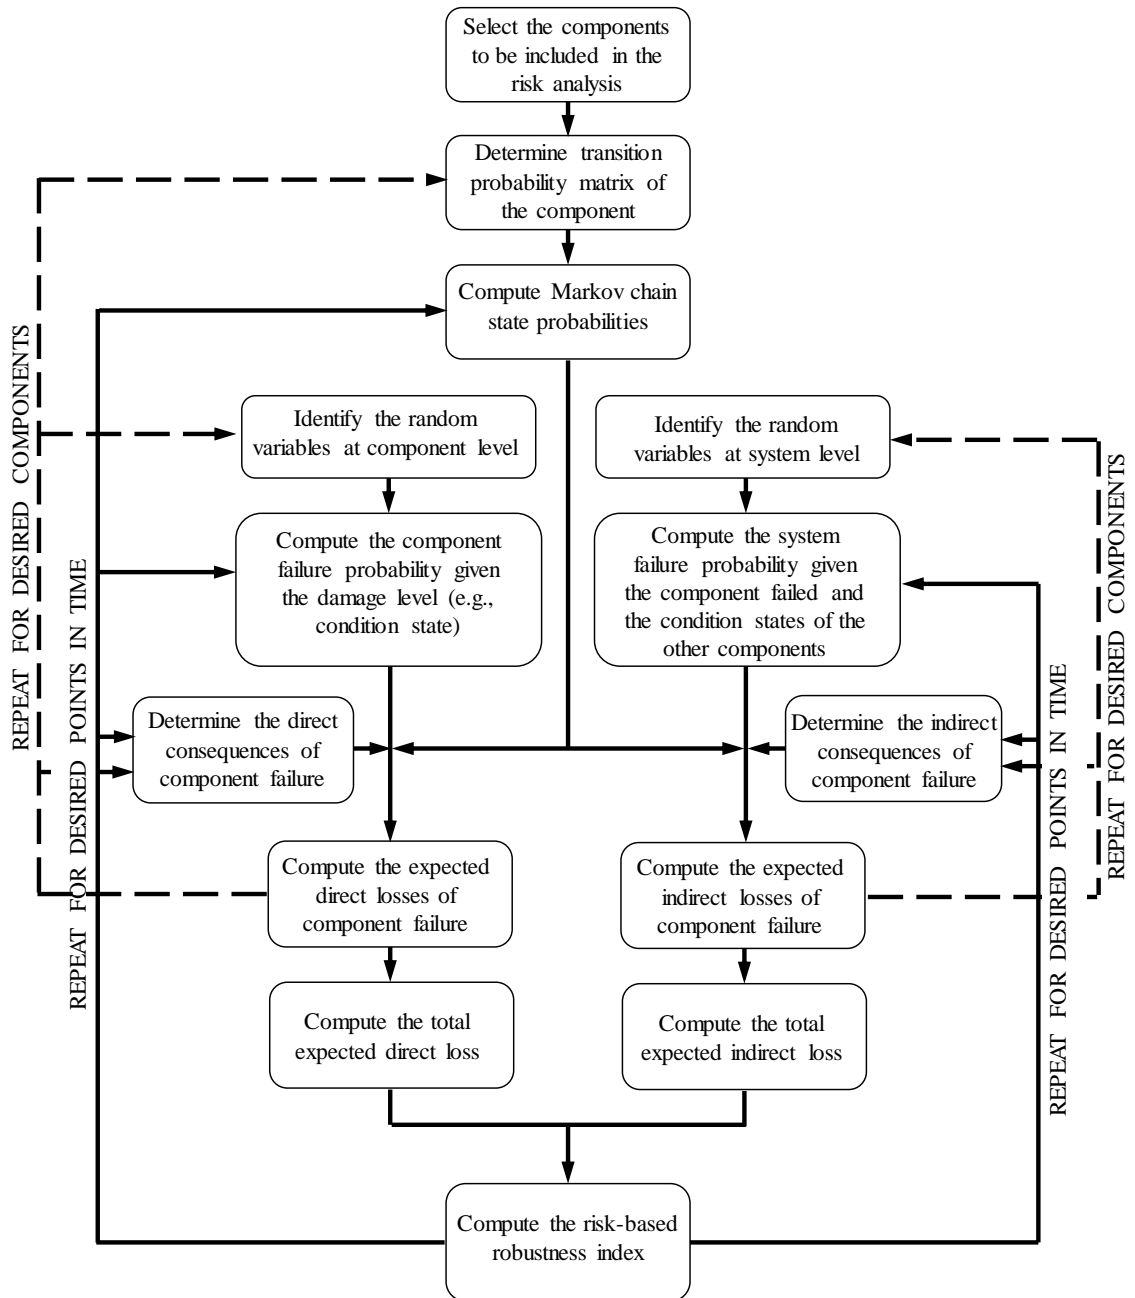 Select the components
to be included in the
risk analysis
Determine transition
probability matrix of
the component
Compute Markov chain
state probabilities
Identify the random
variables at component level
Identify the random
variables at system level
Compute the component
failure probability given
the damage level (e.g.,
condition state)
Compute the system
failure probability given
the component failed and
the condition states of the
other components
Determine the direct
consequences of
component failure
Determine the indirect
consequences of
component failure
Compute the expected
direct losses of
component failure
Compute the expected
indirect losses of
component failure
Compute the total
expected direct loss
Compute the total
expected indirect loss
Compute the risk-based
robustness index
REPEAT FOR DESIRED COMPONENTS
REPEAT FOR DESIRED POINTS IN TIME
REPEAT FOR DESIRED POINTS IN TIME
REPEAT FOR DESIRED COMPONENTS